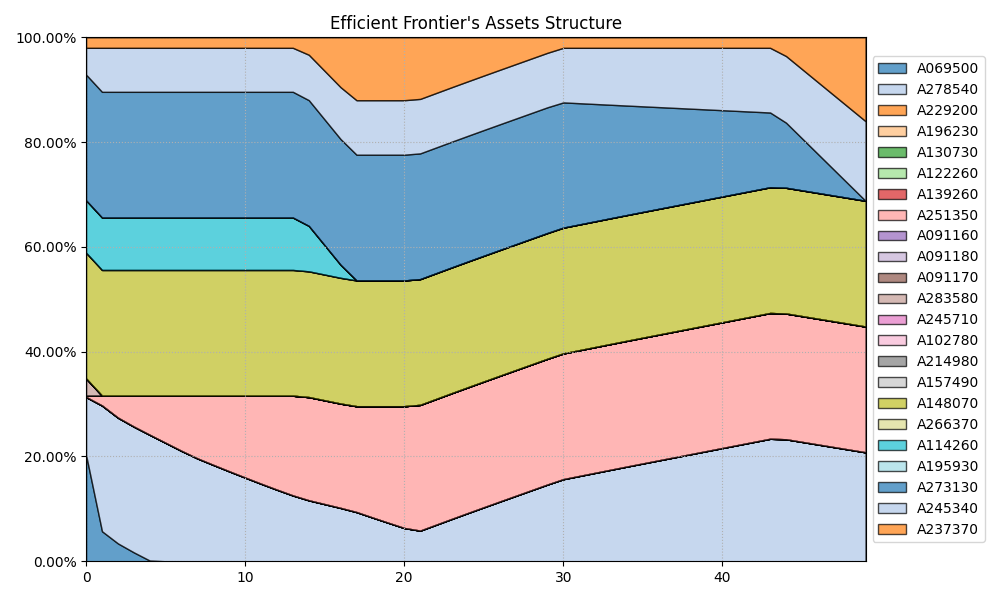 Efficient Frontier's Assets Structure
100.00%
80.00%
60.00%
40.00%
20.00%
0.00%
0
10
20
30
40
A069500
A278540
A229200
A196230
A130730
A122260
A139260
A251350
A091160
A091180
A091170
A283580
A245710
A102780
A214980
A157490
A148070
A266370
A114260
A195930
A273130
A245340
A237370